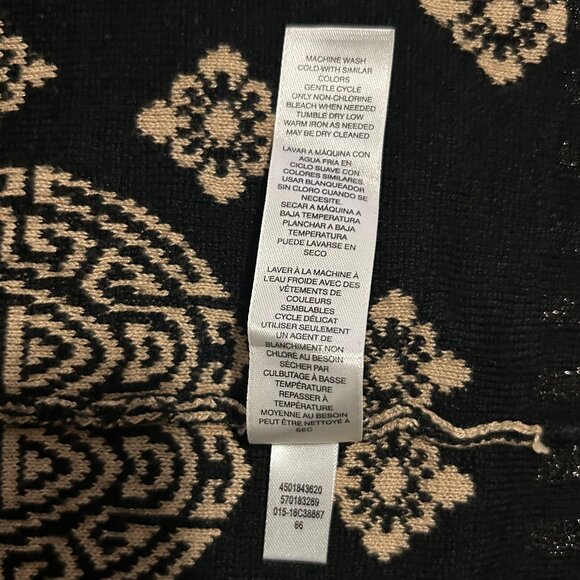 MACHINE WASH
COLD-WITH SIMILAR
COLORS
GENTLE CYCLE
ONLY NON-CHLORINE
BLEACH WHEN NEEDED
TUMBLE DRY LOW
WARM IRON AS NEEDED
MAY BE DRY CLEANED
LAVAR A MÁQUINA CON
AGUA FRIA EN
CICLO SUAVE CON
COLORES SIMILARES.
USAR BLANQUEADOR
SIN CLORO CUANDO SE
NECESITE.
SECAR A MÁQUINA A
BAJA TEMPERATURA
PLANCHAR A BAJA
TEMPERATURA
PUEDE LAVARSE EN
SECO
LAVER À LA MACHINE À
L'EAU FROIDE AVEC DES
VÊTEMENTS DE
COULEURS
SEMBLABLES
CYCLE DÉLICAT
UTILISER SEULEMENT
UN AGENT DE
BLANCHIMENT NON
CHLORÉ AU BESOIN
SÉCHER PAR
CULBUTAGE À BASSE
TEMPÉRATURE
REPASSER À
TEMPÉRATURE
MOYENNE AU BESOIN
PEUT ÊTRE NETTOYÉ À
SEC
4501843620
570183269
015-16C38867
66